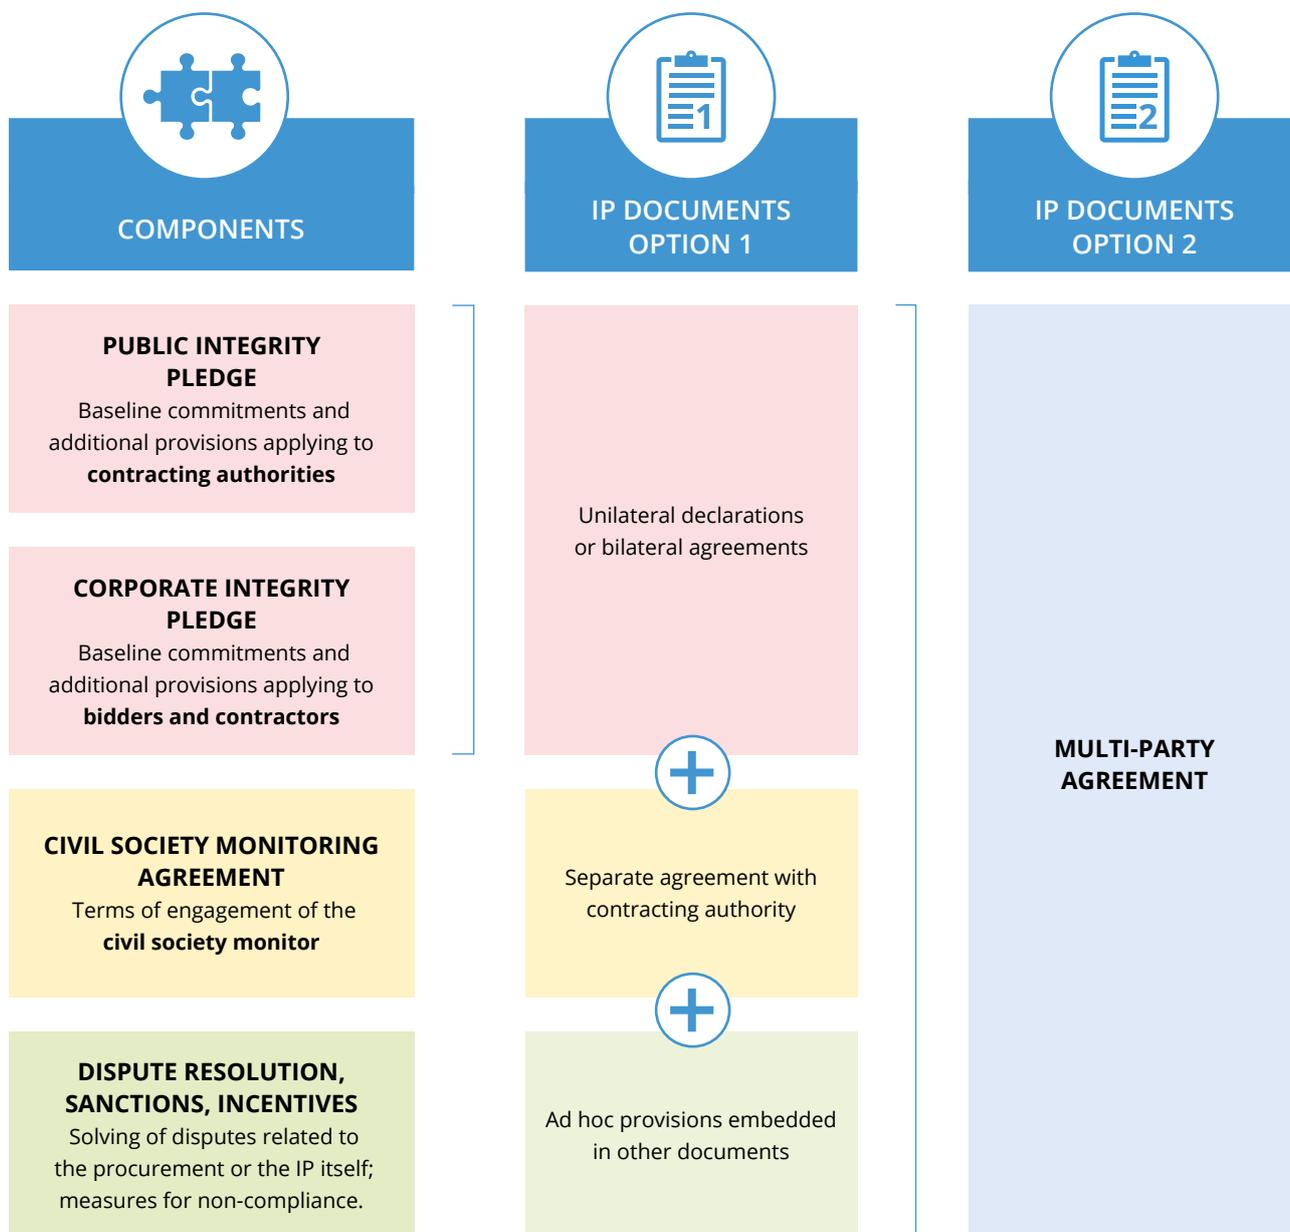 COMPONENTS
PUBLIC INTEGRITY
PLEDGE
Baseline commitments and
additional provisions applying to
contracting authorities
CORPORATE INTEGRITY
PLEDGE
Baseline commitments and
additional provisions applying to
bidders and contractors
CIVIL SOCIETY MONITORING
AGREEMENT
Terms of engagement of the
civil society monitor
DISPUTE RESOLUTION,
SANCTIONS, INCENTIVES
Solving of disputes related to
the procurement or the IP itself;
measures for non-compliance.
1
IP DOCUMENTS
OPTION 1
Unilateral declarations
or bilateral agreements
Separate agreement with
contracting authority
Ad hoc provisions embedded
in other documents
2
IP DOCUMENTS
OPTION 2
MULTI-PARTY
AGREEMENT